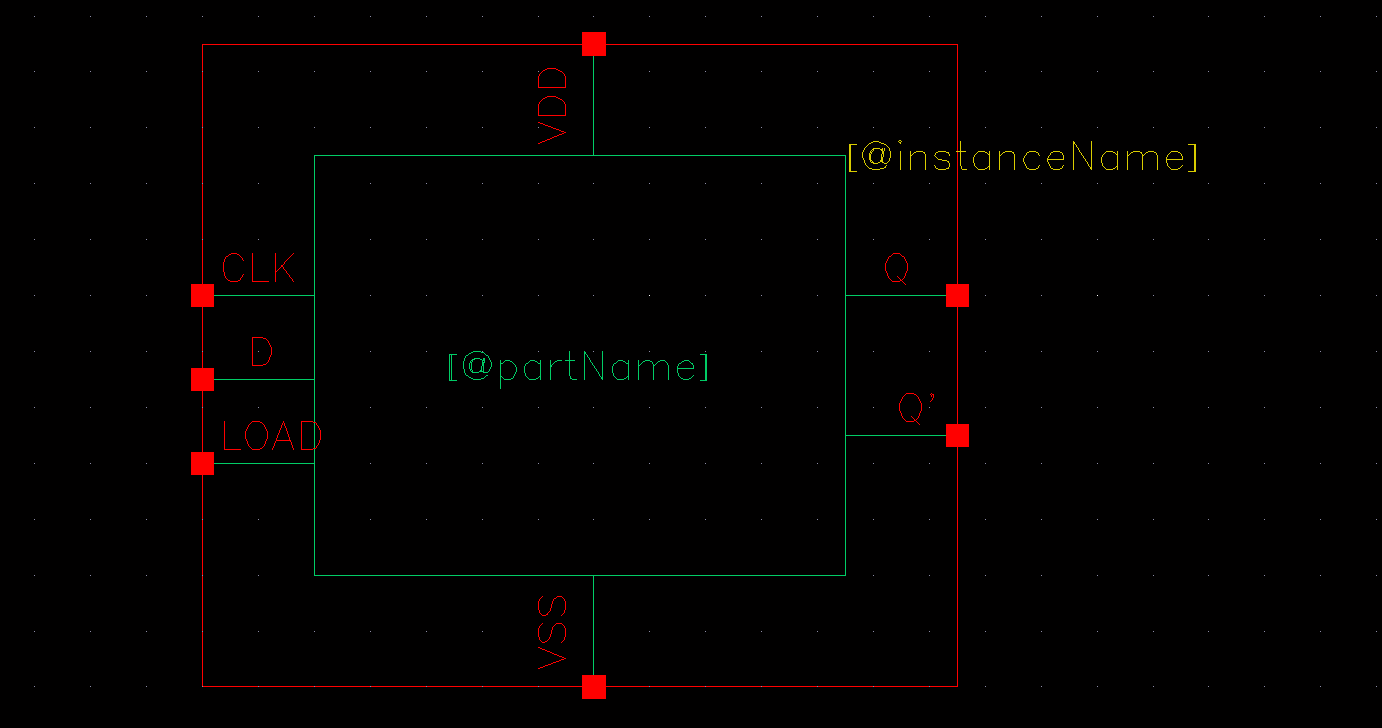 VDD
[@instanceName]
CLK
Q
D
[@partName]
Q'
LOAD
VSS